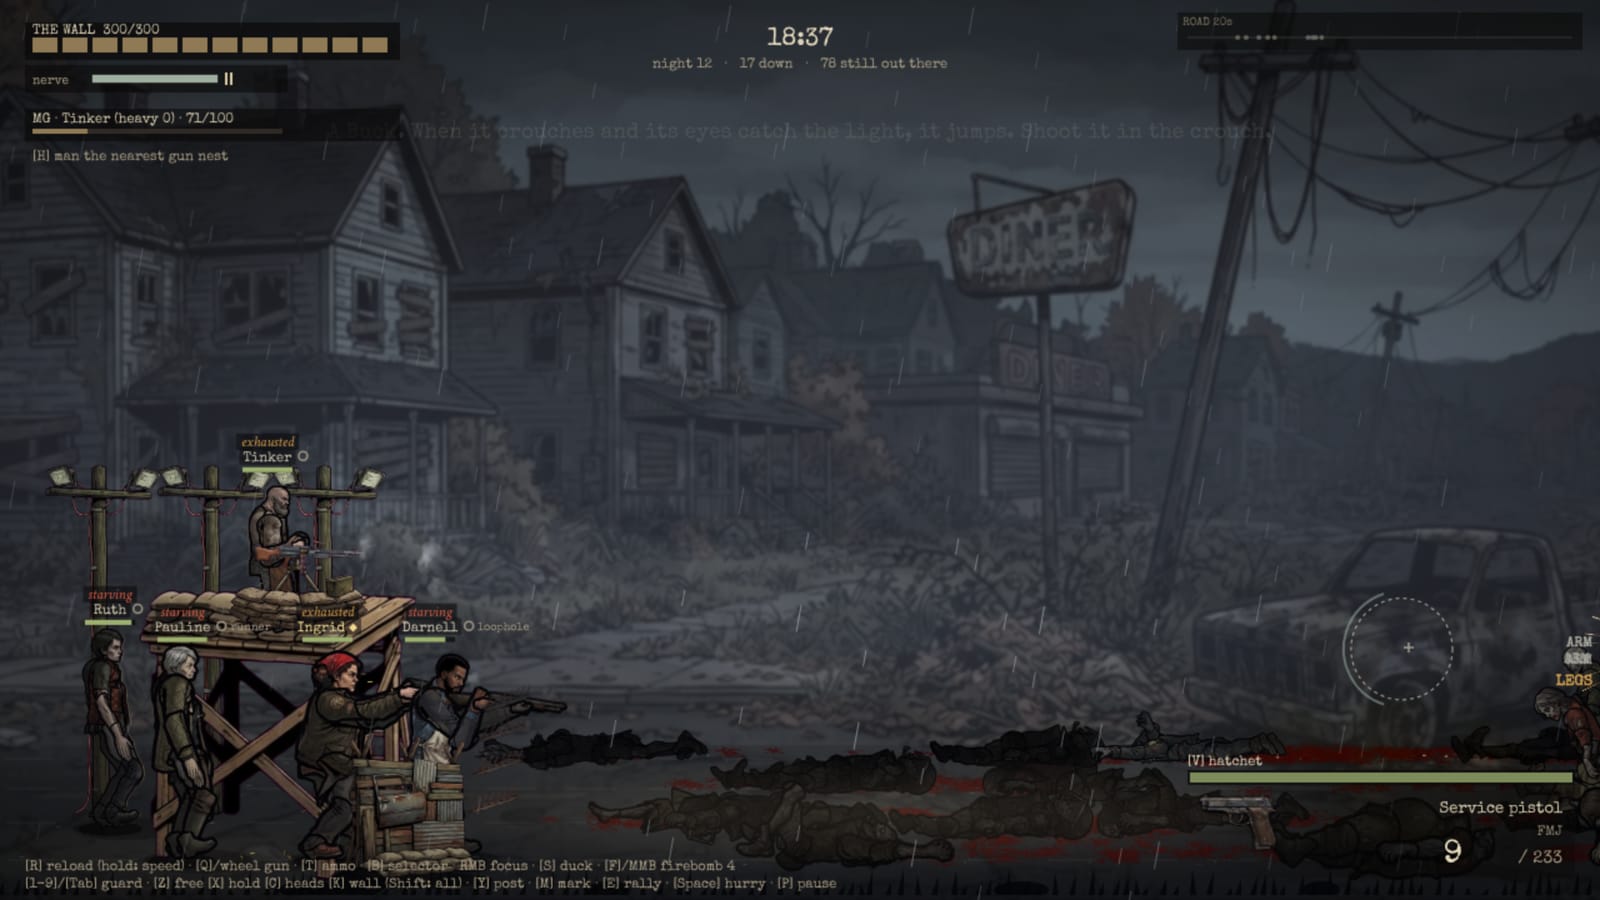 THE WALL 300/300
18:37
ROAD 20s
night 12 · 17 down · 78 still out there
nerve
MG · Tinker (heavy 0) · 71/100
A Buck. When it crouches and its eyes catch the light, it jumps. Shoot it in the crouch.
[H] man the nearest gun nest
DINER
DINER
exhausted
Tinker
starving
Ruth
starving
Pauline runner
exhausted
Ingrid
starving
Darnell loophole
ARM
LEGS
[V] hatchet
Service pistol
FMJ
9 / 233
[R] reload (hold: speed) · [Q]/wheel gun · [T] ammo · [B] selector · RMB focus · [S] duck · [F]/MMB firebomb 4
[1-9]/[Tab] guard · [Z] free [X] hold [C] heads [K] wall (Shift: all) · [Y] post · [M] mark · [E] rally · [Space] hurry · [P] pause